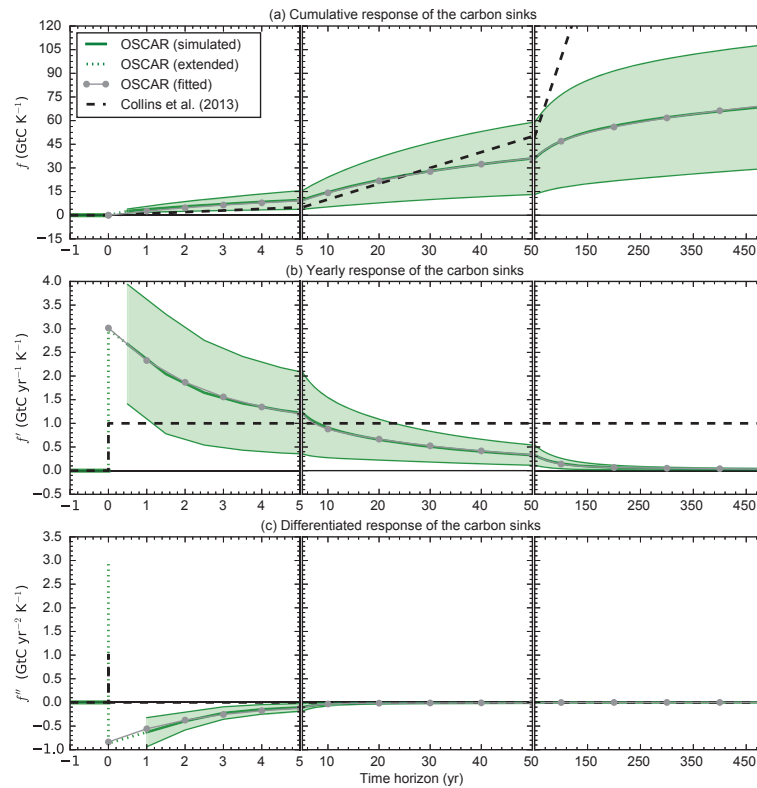 (a) Cumulative response of the carbon sinks
OSCAR (simulated)
OSCAR (extended)
OSCAR (fitted)
Collins et al. (2013)
f (GtC K⁻¹)
120
105
90
75
60
45
30
15
0
−15
−1 0 1 2 3 4 5 10 20 30 40 50 150 250 350 450
(b) Yearly response of the carbon sinks
f′ (GtC yr⁻¹ K⁻¹)
4.0
3.5
3.0
2.5
2.0
1.5
1.0
0.5
0.0
−0.5
−1 0 1 2 3 4 5 10 20 30 40 50 150 250 350 450
(c) Differentiated response of the carbon sinks
f″ (GtC yr⁻² K⁻¹)
3.5
3.0
2.5
2.0
1.5
1.0
0.5
0.0
−0.5
−1.0
−1 0 1 2 3 4 5 10 20 30 40 50 150 250 350 450
Time horizon (yr)